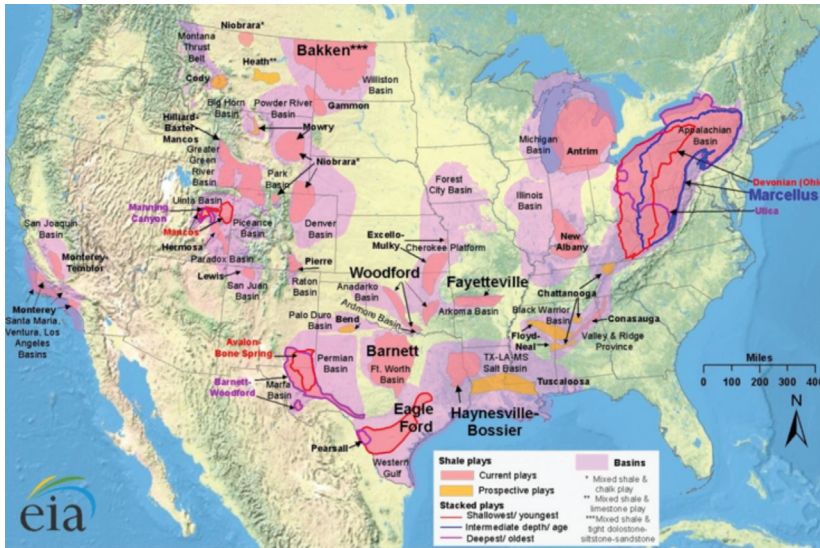 Niobrara*
Montana
Thrust
Belt
Bakken***
Heath**
Cody
Williston
Basin
Big Horn
Basin
Powder River
Basin
Gammon
Hilliard-
Baxter-
Mancos
Mowry
Greater
Green
River
Basin
Niobrara*
Park
Basin
Michigan
Basin
Antrim
Appalachian
Basin
Devonian (Ohi
Marcellus
Utica
Forest
City Basin
Illinois
Basin
Uinta Basin
Manning
Canyon
Mancos
Piceance
Basin
Denver
Basin
San Joaquin
Basin
Hermosa
Paradox Basin
Excello-
Mulky
Cherokee Platform
New
Albany
Monterey-
Temblor
Lewis
Pierre
San Juan
Basin
Raton
Basin
Woodford
Anadarko
Basin
Fayetteville
Chattanooga
Monterey
Santa Maria,
Ventura, Los
Angeles
Basins
Palo Duro
Basin
Bend
Ardmore Basin
Arkoma Basin
Black Warrior
Basin
Conasauga
Floyd-
Neal
Valley & Ridge
Province
Avalon-
Bone Spring
Permian
Basin
Barnett
Ft. Worth
Basin
TX-LA-MS
Salt Basin
Tuscaloosa
Barnett-
Woodford
Marfa
Basin
Eagle
Ford
Haynesville-
Bossier
Pearsall
Western
Gulf
Miles
0 100 200 300 400
N
eia
Shale plays
Current plays
Prospective plays
Stacked plays
Shallowest/ youngest
Intermediate depth/ age
Deepest/ oldest
Basins
* Mixed shale &
chalk play
** Mixed shale &
limestone play
***Mixed shale &
tight dolostone-
siltstone-sandstone